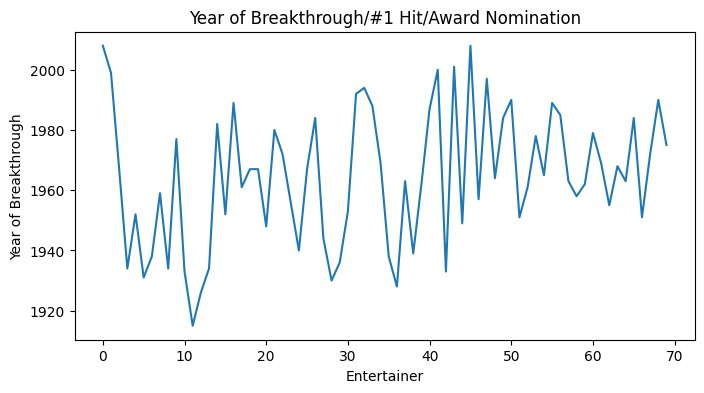 Year of Breakthrough/#1 Hit/Award Nomination
Year of Breakthrough
2000
1980
1960
1940
1920
0 10 20 30 40 50 60 70
Entertainer